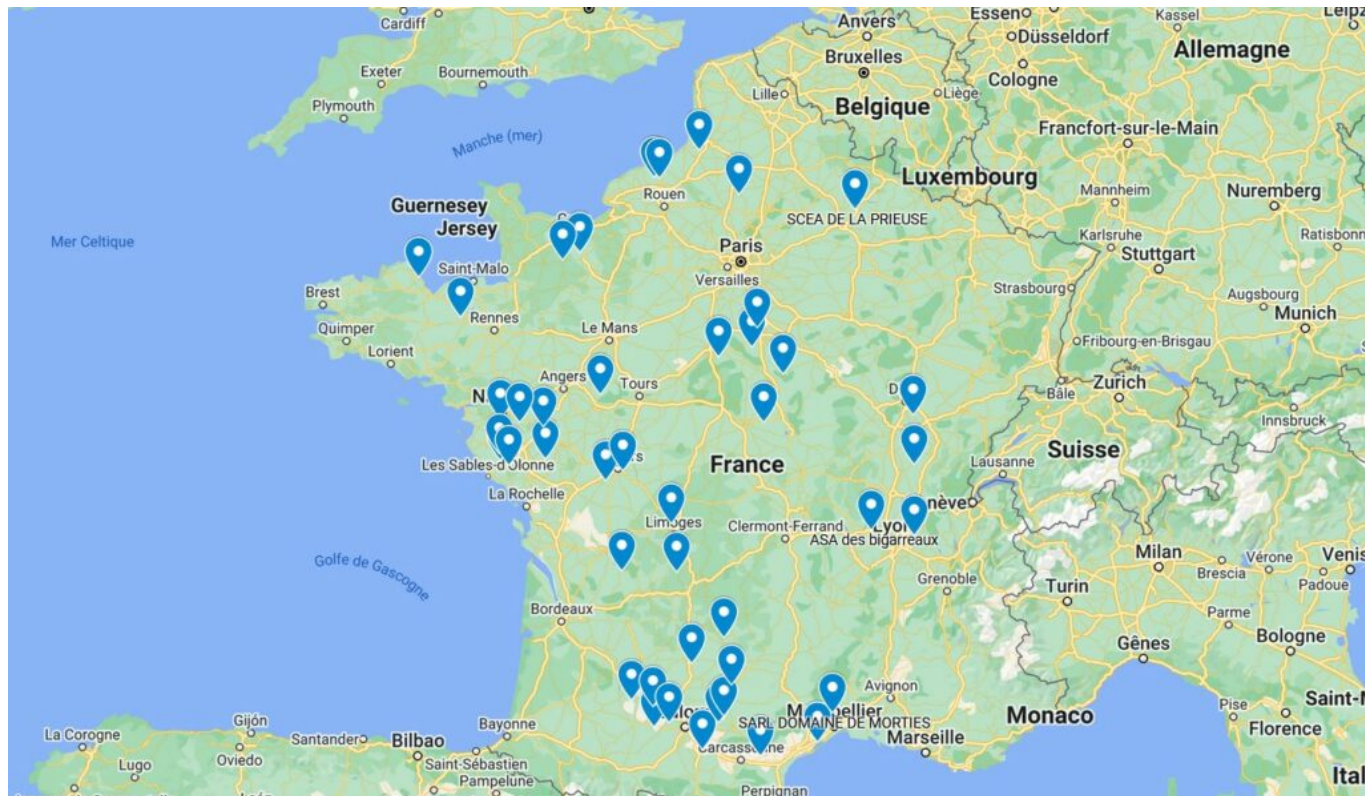 Cardiff
Anvers
Essen
Kassel
Leipz
Düsseldorf
Allemagne
Exeter
Bournemouth
Bruxelles
Cologne
Lille
Liège
Plymouth
Belgique
Francfort-sur-le-Main
Manche (mer)
Luxembourg
Mannheim
Nuremberg
Rouen
Guernesey
Jersey
SCEA DE LA PRIEUSE
Mer Celtique
Paris
Karlsruhe
Ratisbonn
Stuttgart
Saint-Malo
Versailles
Strasbourg
Brest
Augsbourg
Quimper
Rennes
Le Mans
Munich
Lorient
Fribourg-en-Brisgau
Angers
Tours
Zurich
Bâle
Innsbruck
France
Suisse
Les Sables-d'Olonne
Lausanne
La Rochelle
Limoges
Clermont-Ferrand
ASA des bigarreaux
Milan
Vérone
Venis
Golfe de Gascogne
Brescia
Padoue
Grenoble
Turin
Bordeaux
Parme
Gênes
Bologne
Avignon
Monaco
Saint-
Pise
SARL DOMAINE DE MORTIES
Florence
La Corogne
Gijón
Bayonne
Santander
Bilbao
Carcassonne
Marseille
Lugo
Oviedo
Saint-Sébastien
Pampelune
Perpignan
Ital